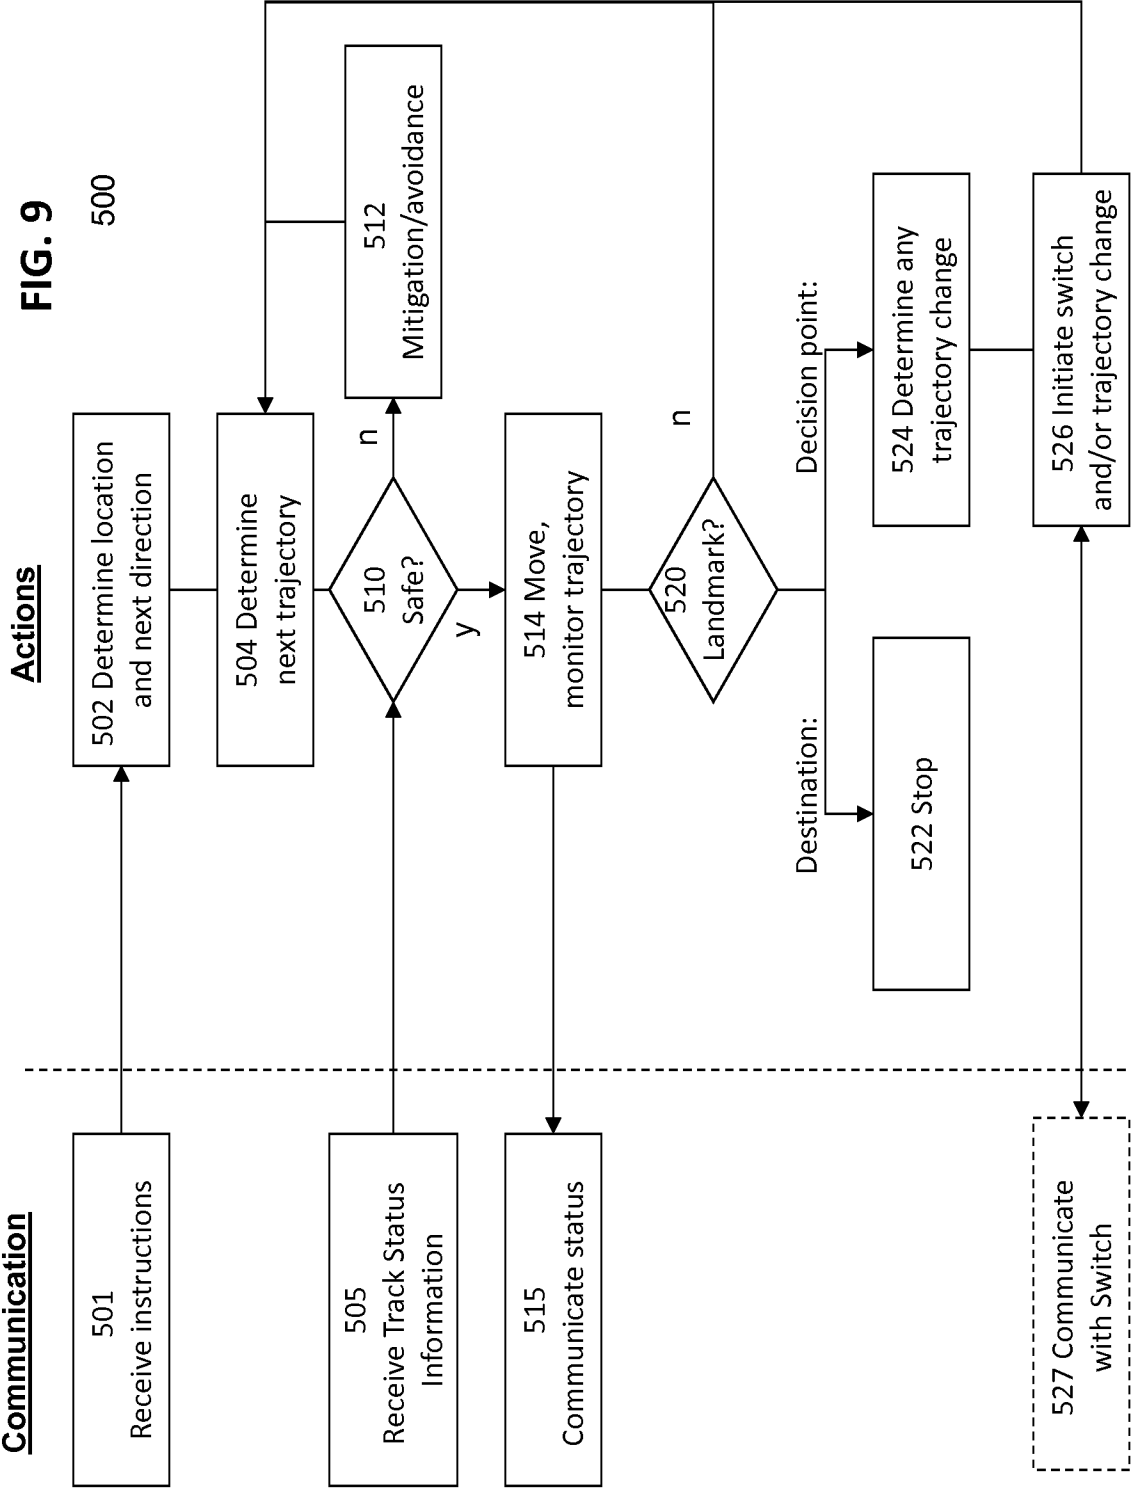 FIG. 9
500
Communication
Actions
501
Receive instructions
502 Determine location
and next direction
504 Determine
next trajectory
505
Receive Track Status
Information
510
Safe?
n
512
Mitigation/avoidance
y
515
Communicate status
514 Move,
monitor trajectory
520
Landmark?
n
Destination:
Decision point:
522 Stop
524 Determine any
trajectory change
527 Communicate
with Switch
526 Initiate switch
and/or trajectory change